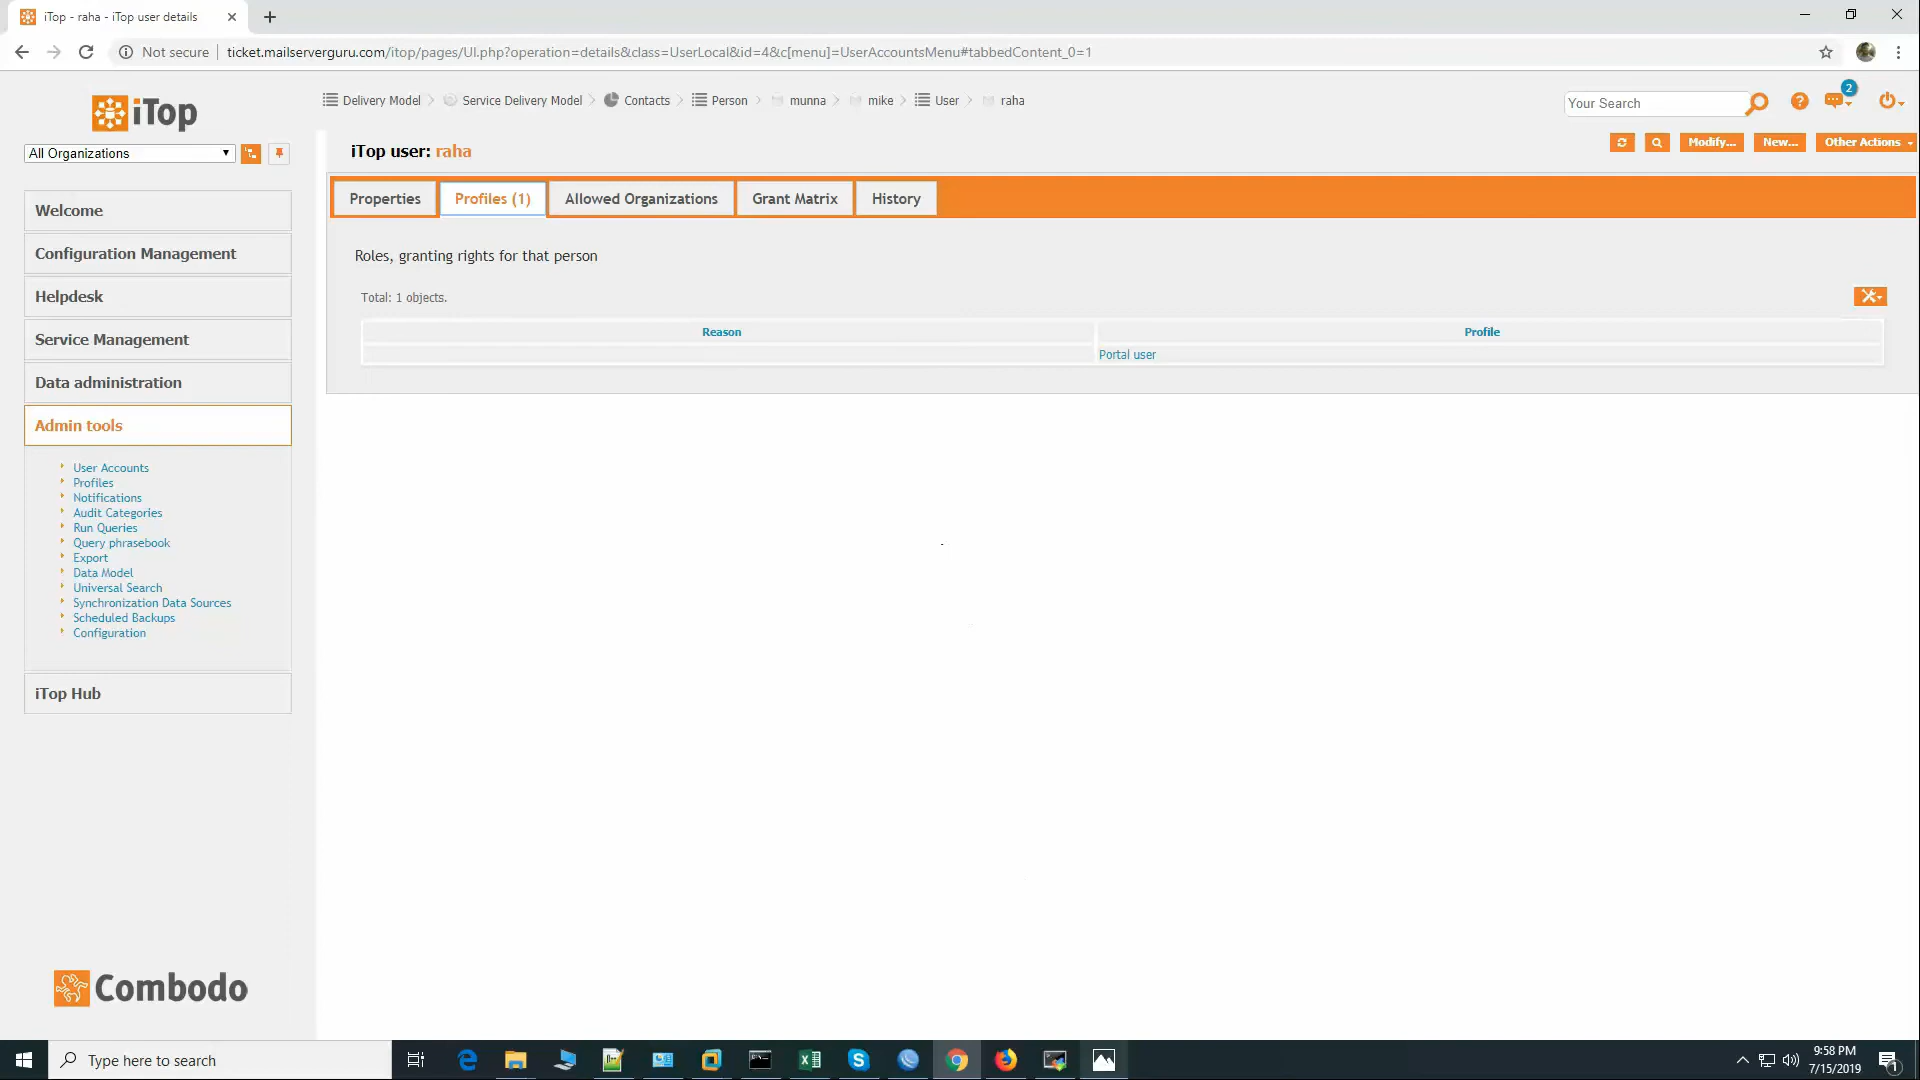 iTop - raha - iTop user details
Not secure
ticket.mailserverguru.com/itop/pages/UI.php?operation=details&class=UserLocal&id=4&c[menu]=UserAccountsMenu#tabbedContent_0=1
iTop
Delivery Model
Service Delivery Model
Contacts
Person
munna
mike
User
raha
Your Search
2
All Organizations
iTop user: raha
Modify...
New...
Other Actions
Properties
Profiles (1)
Allowed Organizations
Grant Matrix
History
Welcome
Configuration Management
Helpdesk
Service Management
Data administration
Admin tools
User Accounts
Profiles
Notifications
Audit Categories
Run Queries
Query phrasebook
Export
Data Model
Universal Search
Synchronization Data Sources
Scheduled Backups
Configuration
iTop Hub
Roles, granting rights for that person
Total: 1 objects.
Reason
Profile
Portal user
Combodo
Type here to search
9:58 PM
7/15/2019
1